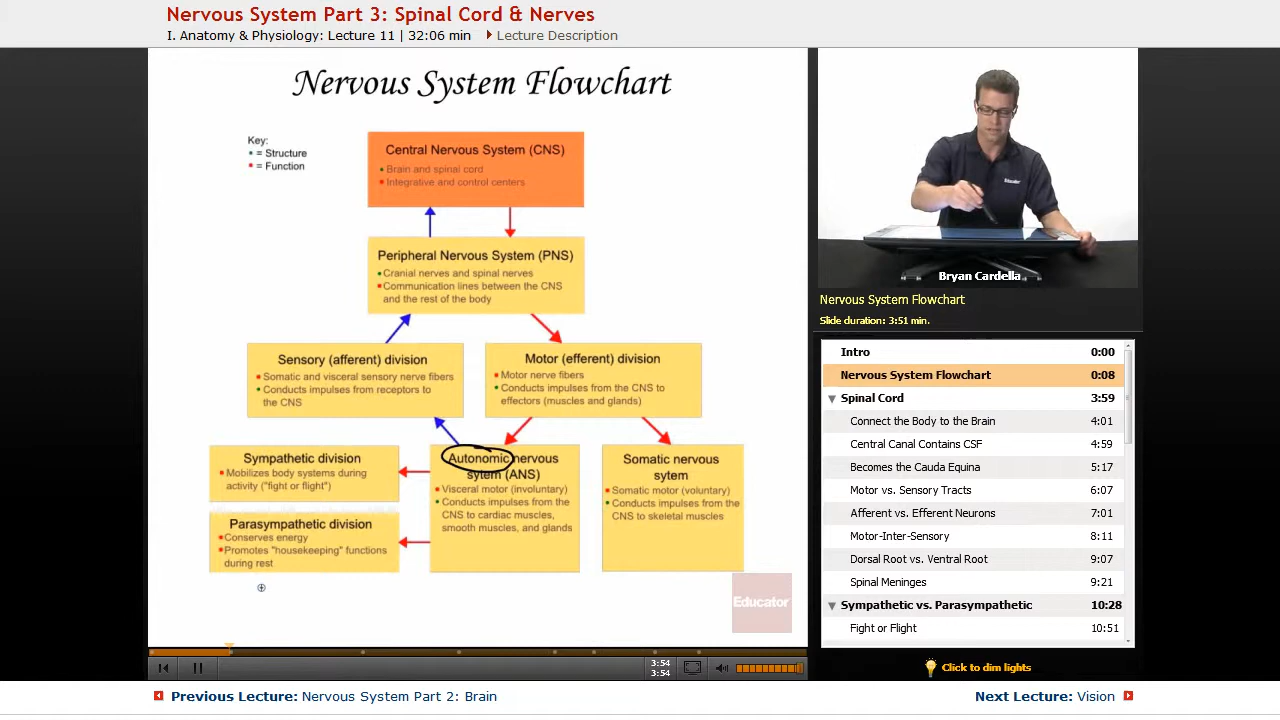 Nervous System Part 3: Spinal Cord & Nerves
I. Anatomy & Physiology: Lecture 11 | 32:06 min
Lecture Description
Nervous System Flowchart
Key:
= Structure
= Function
Central Nervous System (CNS)
Brain and spinal cord
Integrative and control centers
Peripheral Nervous System (PNS)
Cranial nerves and spinal nerves
Communication lines between the CNS
and the rest of the body
Sensory (afferent) division
Somatic and visceral sensory nerve fibers
Conducts impulses from receptors to
the CNS
Motor (efferent) division
Motor nerve fibers
Conducts impulses from the CNS to
effectors (muscles and glands)
Sympathetic division
Mobilizes body systems during
activity ("fight or flight")
Parasympathetic division
Conserves energy
Promotes "housekeeping" functions
during rest
Autonomic nervous
sytem (ANS)
Visceral motor (involuntary)
Conducts impulses from the
CNS to cardiac muscles,
smooth muscles, and glands
Somatic nervous
sytem
Somatic motor (voluntary)
Conducts impulses from the
CNS to skeletal muscles
Educator
Educator
Bryan Cardella
Nervous System Flowchart
Slide duration: 3:51 min.
Intro 0:00
Nervous System Flowchart 0:08
Spinal Cord 3:59
Connect the Body to the Brain 4:01
Central Canal Contains CSF 4:59
Becomes the Cauda Equina 5:17
Motor vs. Sensory Tracts 6:07
Afferent vs. Efferent Neurons 7:01
Motor-Inter-Sensory 8:11
Dorsal Root vs. Ventral Root 9:07
Spinal Meninges 9:21
Sympathetic vs. Parasympathetic 10:28
Fight or Flight 10:51
3:54
3:54
Click to dim lights
Previous Lecture: Nervous System Part 2: Brain
Next Lecture: Vision